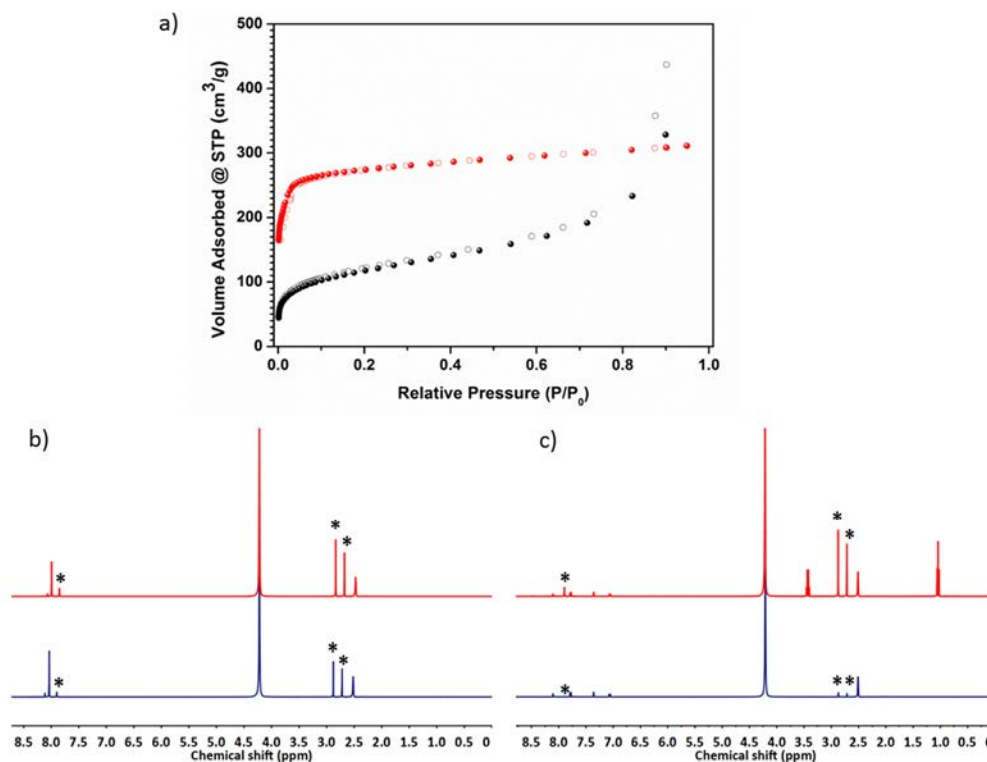 a)
500
400
300
200
100
0
Volume Adsorbed @ STP (cm³/g)
0.0 0.2 0.4 0.6 0.8 1.0
Relative Pressure (P/P₀)
b)
*
*
*
*
*
*
8.5 8.0 7.5 7.0 6.5 6.0 5.5 5.0 4.5 4.0 3.5 3.0 2.5 2.0 1.5 1.0 0.5 0
Chemical shift (ppm)
c)
*
*
*
* * *
8.5 8.0 7.5 7.0 6.5 6.0 5.5 5.0 4.5 4.0 3.5 3.0 2.5 2.0 1.5 1.0 0.5 0
Chemical shift (ppm)